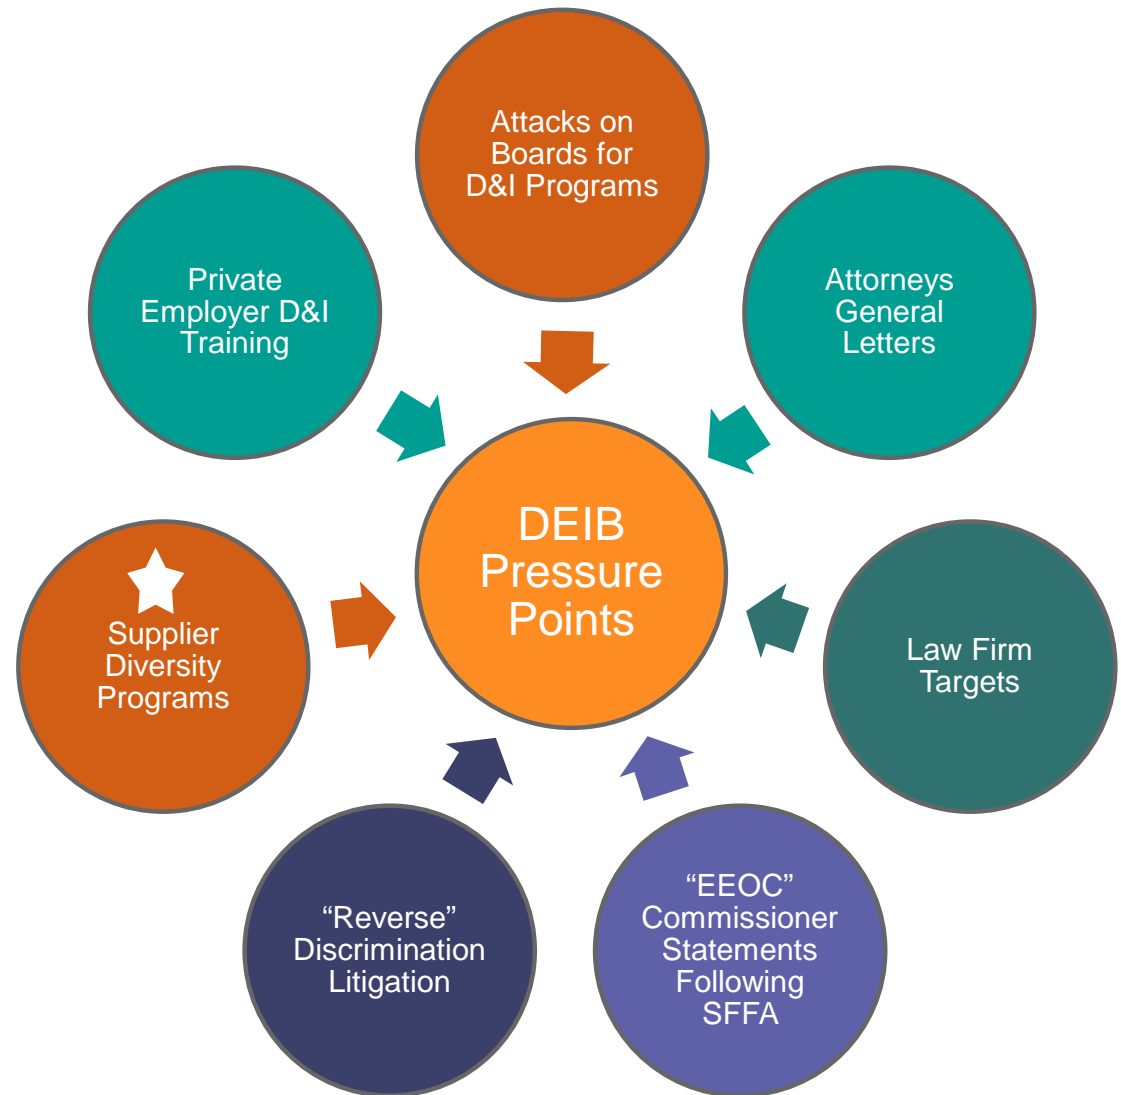 Attacks on
Boards for
D&I Programs
Attorneys
General
Letters
Law Firm
Targets
“EEOC”
Commissioner
Statements
Following
SFFA
“Reverse”
Discrimination
Litigation
Supplier
Diversity
Programs
Private
Employer D&I
Training
DEIB
Pressure
Points